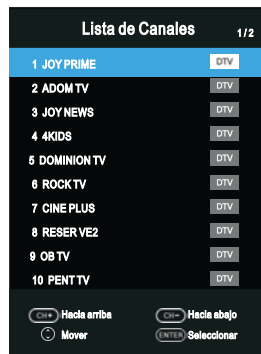 Lista de Canales 1/2
1 JOY PRIME DTV
2 ADOM TV DTV
3 JOY NEWS DTV
4 4KIDS DTV
5 DOMINION TV DTV
6 ROCK TV DTV
7 CINE PLUS DTV
8 RESER VE2 DTV
9 OB TV DTV
10 PENT TV DTV
CH+ Hacia arriba CH- Hacia abajo
Mover ENTER Seleccionar